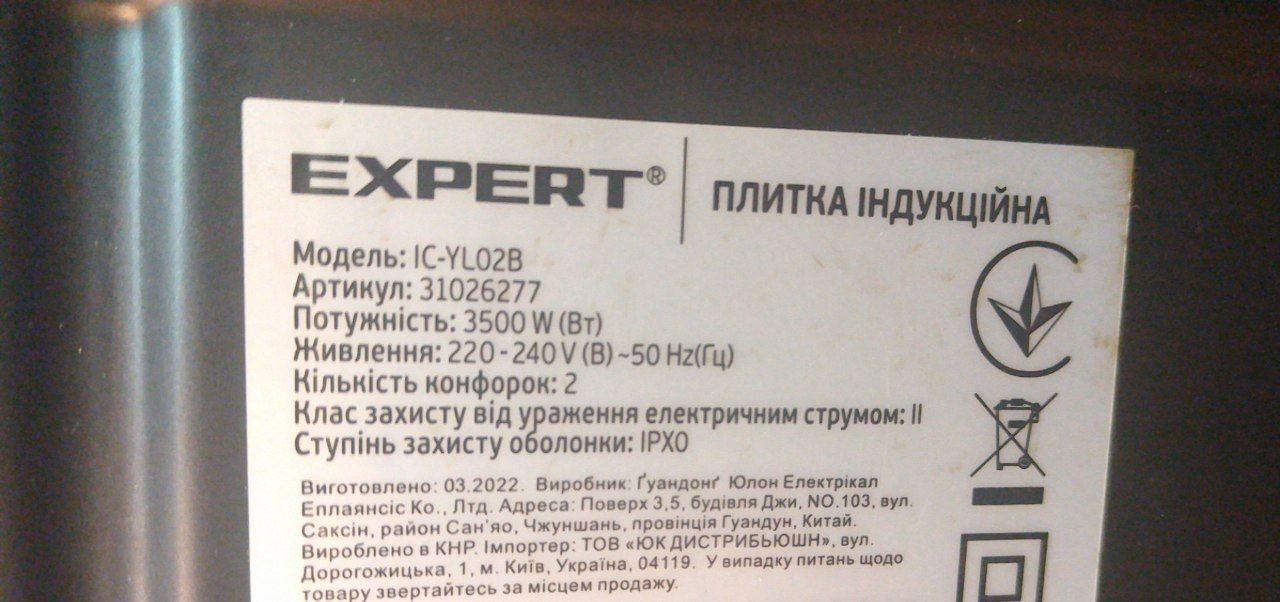 EXPERT®
ПЛИТКА ІНДУКЦІЙНА
Модель: IC-YL02B
Артикул: 31026277
Потужність: 3500 W (Вт)
Живлення: 220-240 V (В) ~50 Hz(Гц)
Кількість конфорок: 2
Клас захисту від ураження електричним струмом: II
Ступінь захисту оболонки: IPX0
Виготовлено: 03.2022. Виробник: Ґуандонґ Юлон Електрікал
Еплаянсіс Ко., Лтд. Адреса: Поверх 3,5, будівля Джи, NO.103, вул.
Саксін, район Сан'яо, Чжуншань, провінція Гуандун, Китай.
Вироблено в КНР. Імпортер: ТОВ «ЮК ДИСТРИБЬЮШН», вул.
Дорогожицька, 1, м. Київ, Україна, 04119. У випадку питань щодо
товару звертайтесь за місцем продажу.